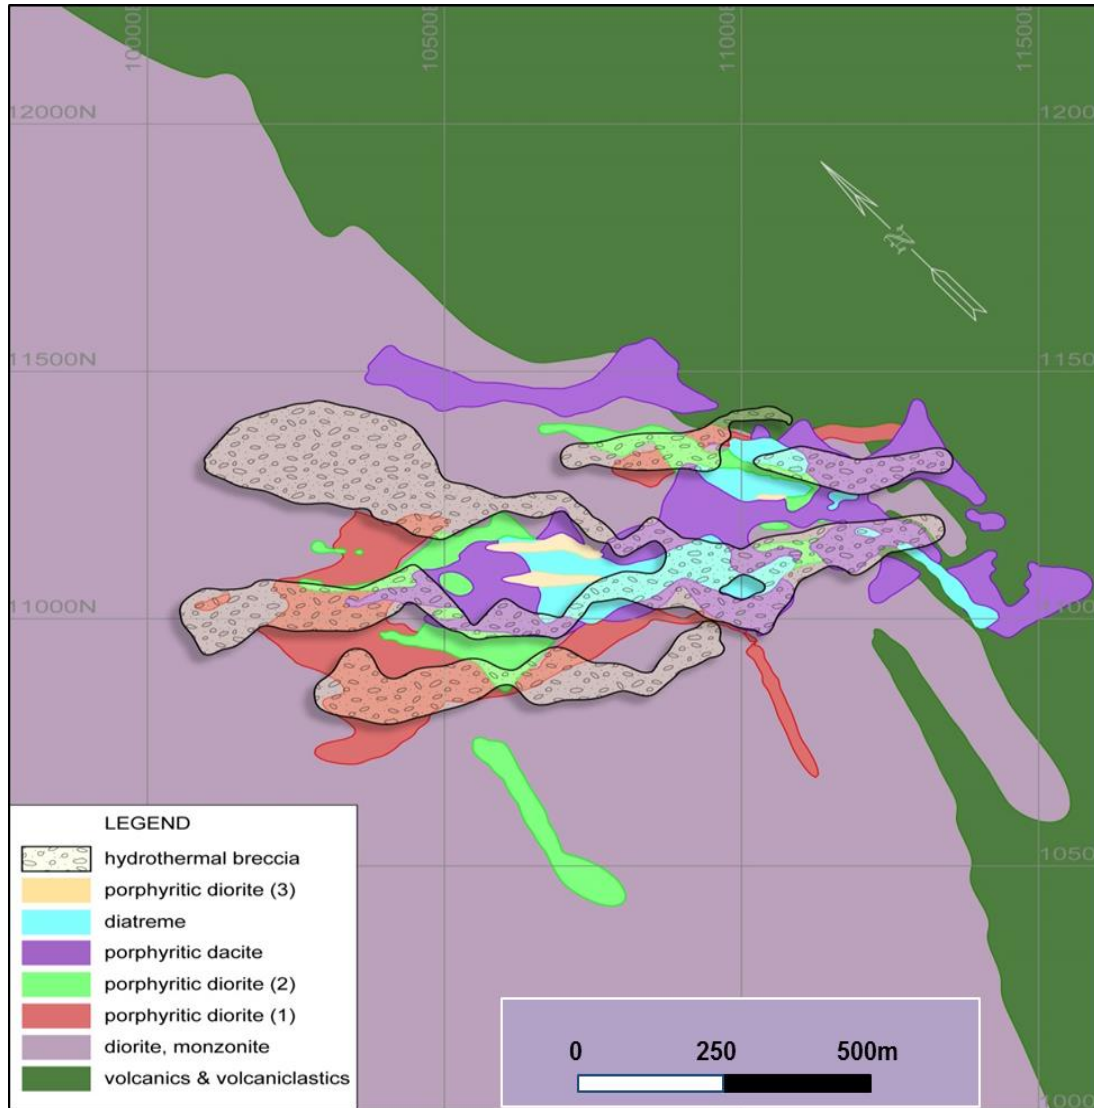 10000E
10500E
11000E
11500E
12000N
1200
N
11500N
1150
11000N
1100
1050
LEGEND
hydrothermal breccia
porphyritic diorite (3)
diatreme
porphyritic dacite
porphyritic diorite (2)
porphyritic diorite (1)
diorite, monzonite
volcanics & volcaniclastics
0 250 500m
1000